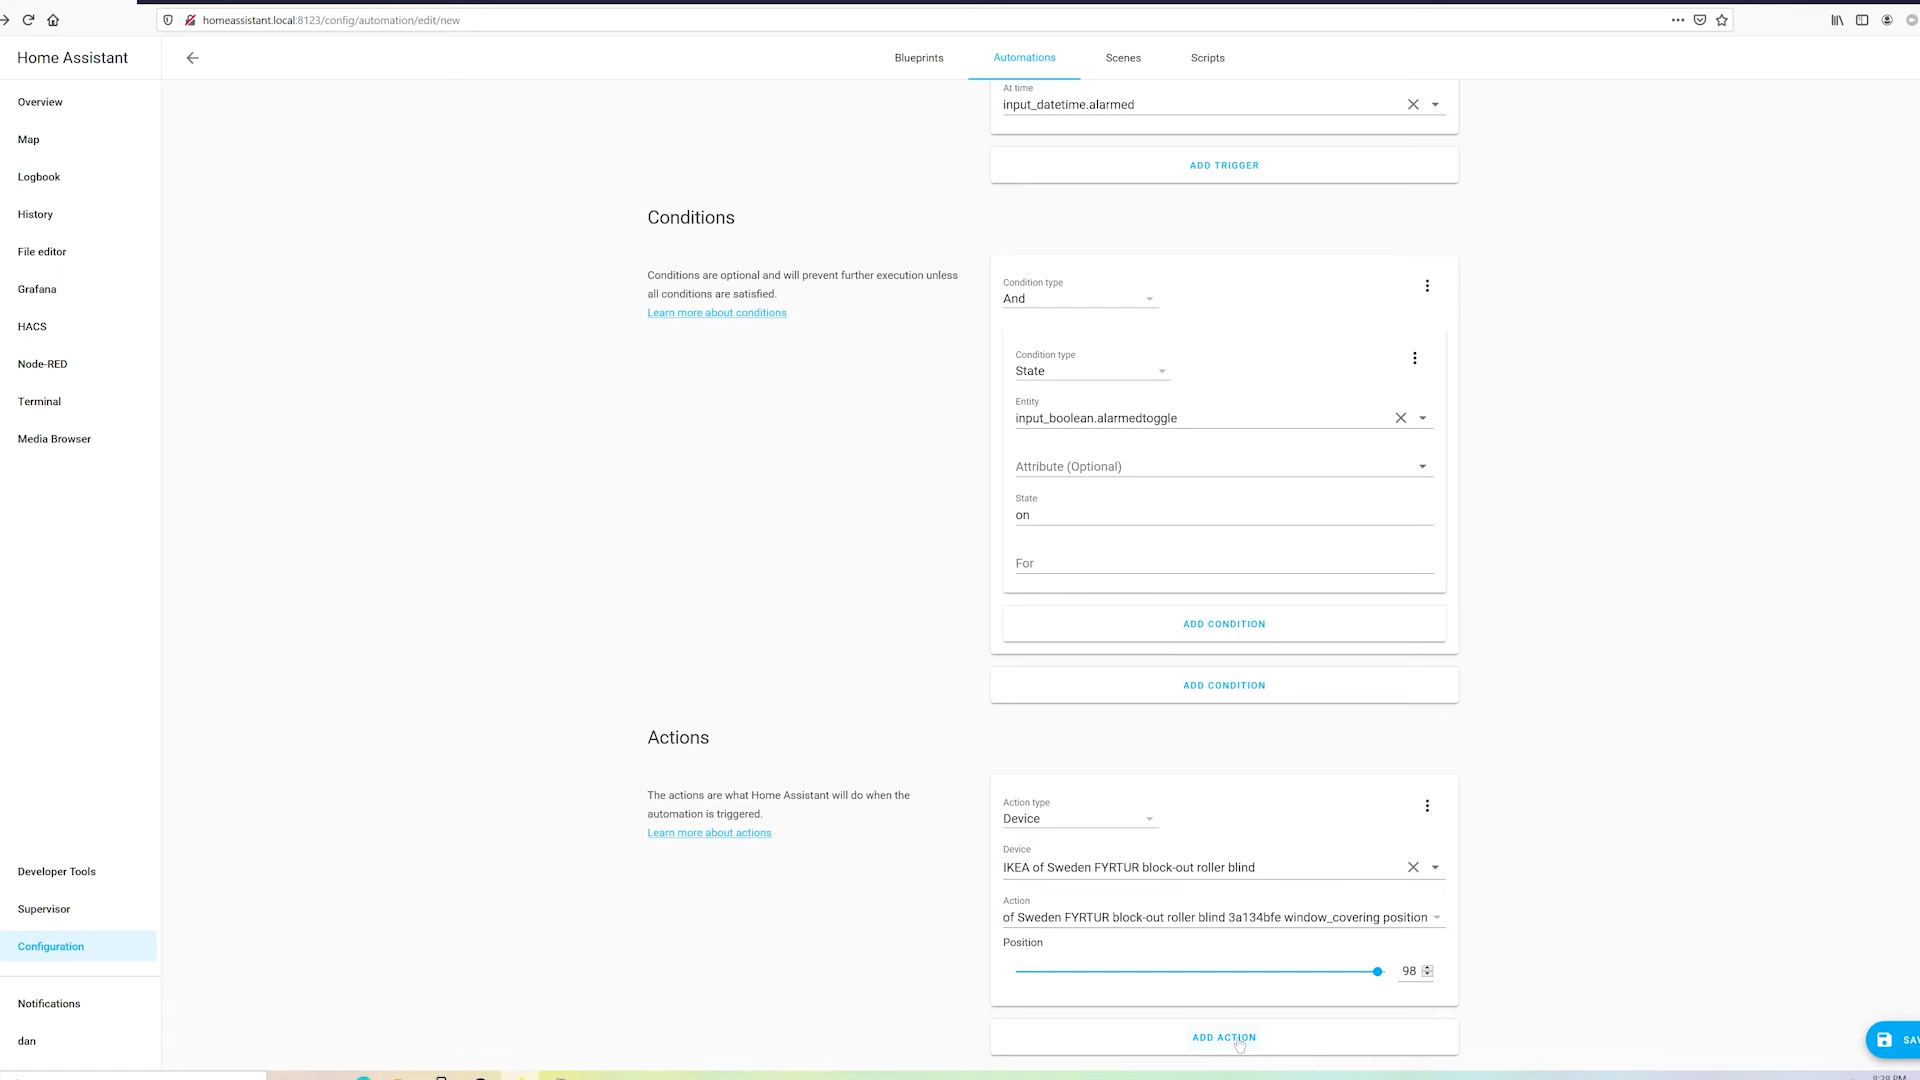 homeassistant.local:8123/config/automation/edit/new
Home Assistant
Blueprints
Automations
Scenes
Scripts
Overview
Map
Logbook
History
File editor
Grafana
HACS
Node-RED
Terminal
Media Browser
Developer Tools
Supervisor
Configuration
Notifications
dan
At time
input_datetime.alarmed
ADD TRIGGER
Conditions
Conditions are optional and will prevent further execution unless
all conditions are satisfied.
Learn more about conditions
Condition type
And
Condition type
State
Entity
input_boolean.alarmedtoggle
Attribute (Optional)
State
on
For
ADD CONDITION
ADD CONDITION
Actions
The actions are what Home Assistant will do when the
automation is triggered.
Learn more about actions
Action type
Device
Device
IKEA of Sweden FYRTUR block-out roller blind
Action
of Sweden FYRTUR block-out roller blind 3a134bfe window_covering position
Position
98
ADD ACTION
SAV